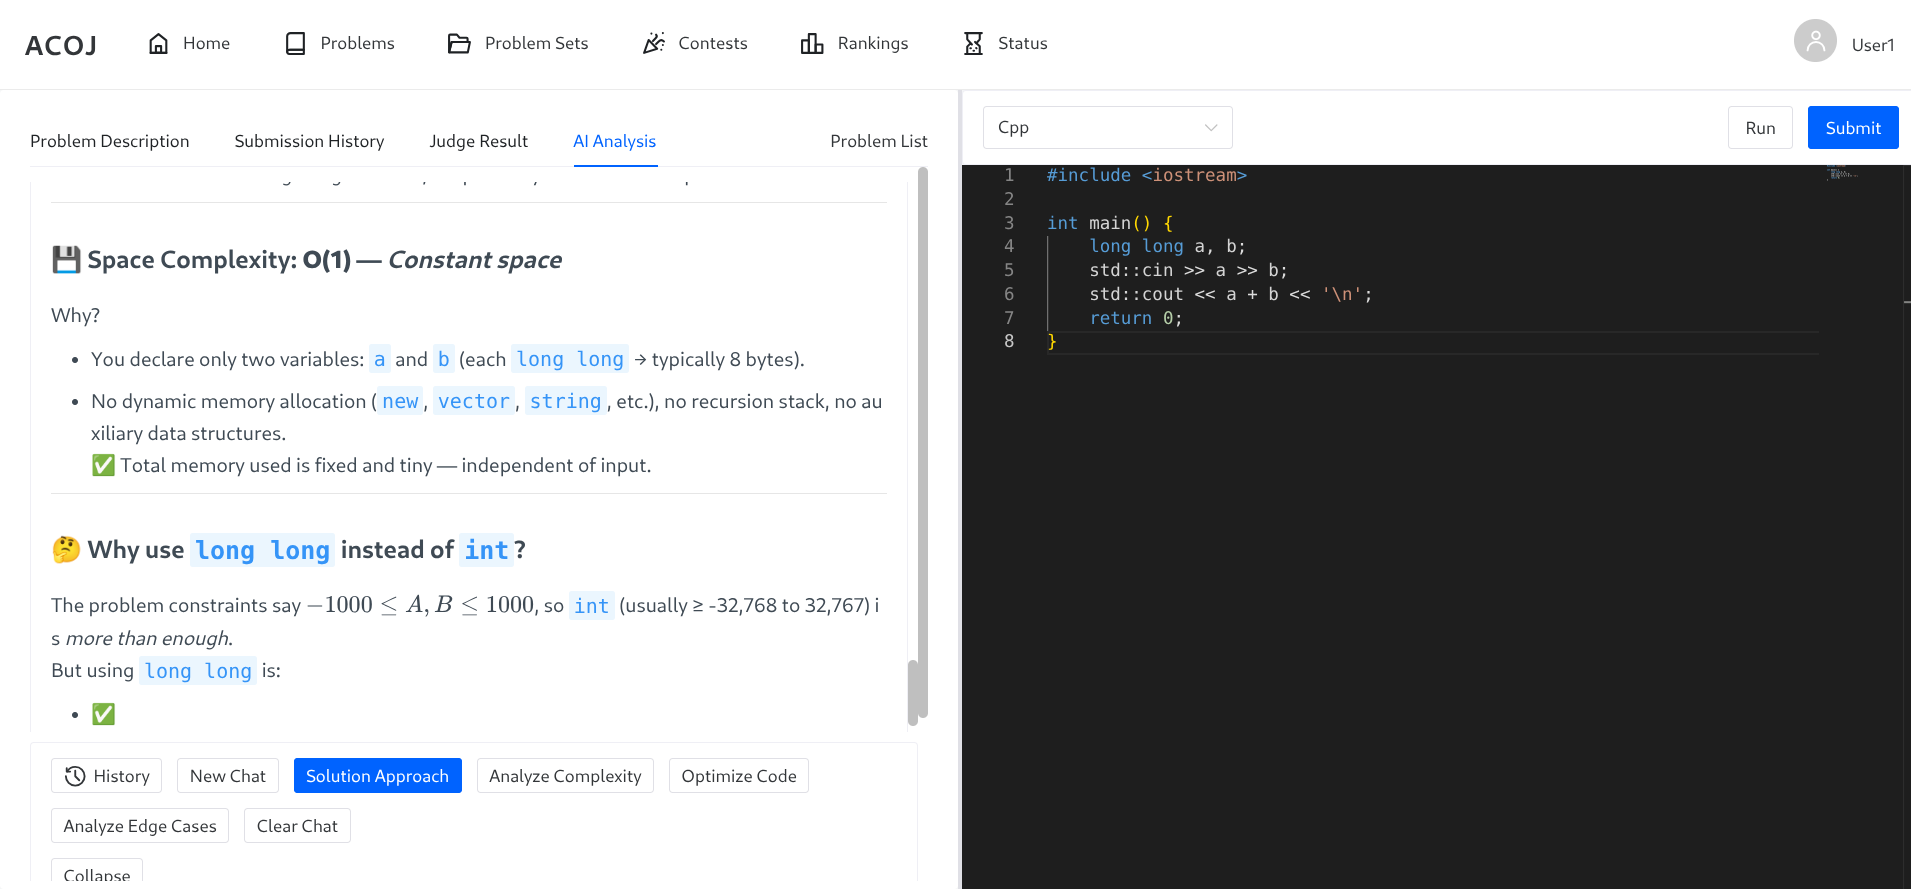 ACOJ
Home
Problems
Problem Sets
Contests
Rankings
Status
User1
Problem Description
Submission History
Judge Result
AI Analysis
Problem List
💾 Space Complexity: O(1) — Constant space
Why?
• You declare only two variables: a and b (each long long → typically 8 bytes).
• No dynamic memory allocation (new, vector, string, etc.), no recursion stack, no au
xiliary data structures.
✅ Total memory used is fixed and tiny — independent of input.
🤔 Why use long long instead of int?
The problem constraints say −1000 ≤ A, B ≤ 1000, so int (usually ≥ -32,768 to 32,767) i
s more than enough.
But using long long is:
• ✅
History
New Chat
Solution Approach
Analyze Complexity
Optimize Code
Analyze Edge Cases
Clear Chat
Collapse
Cpp
Run
Submit
1 #include <iostream>
2
3 int main() {
4     long long a, b;
5     std::cin >> a >> b;
6     std::cout << a + b << '\n';
7     return 0;
8 }